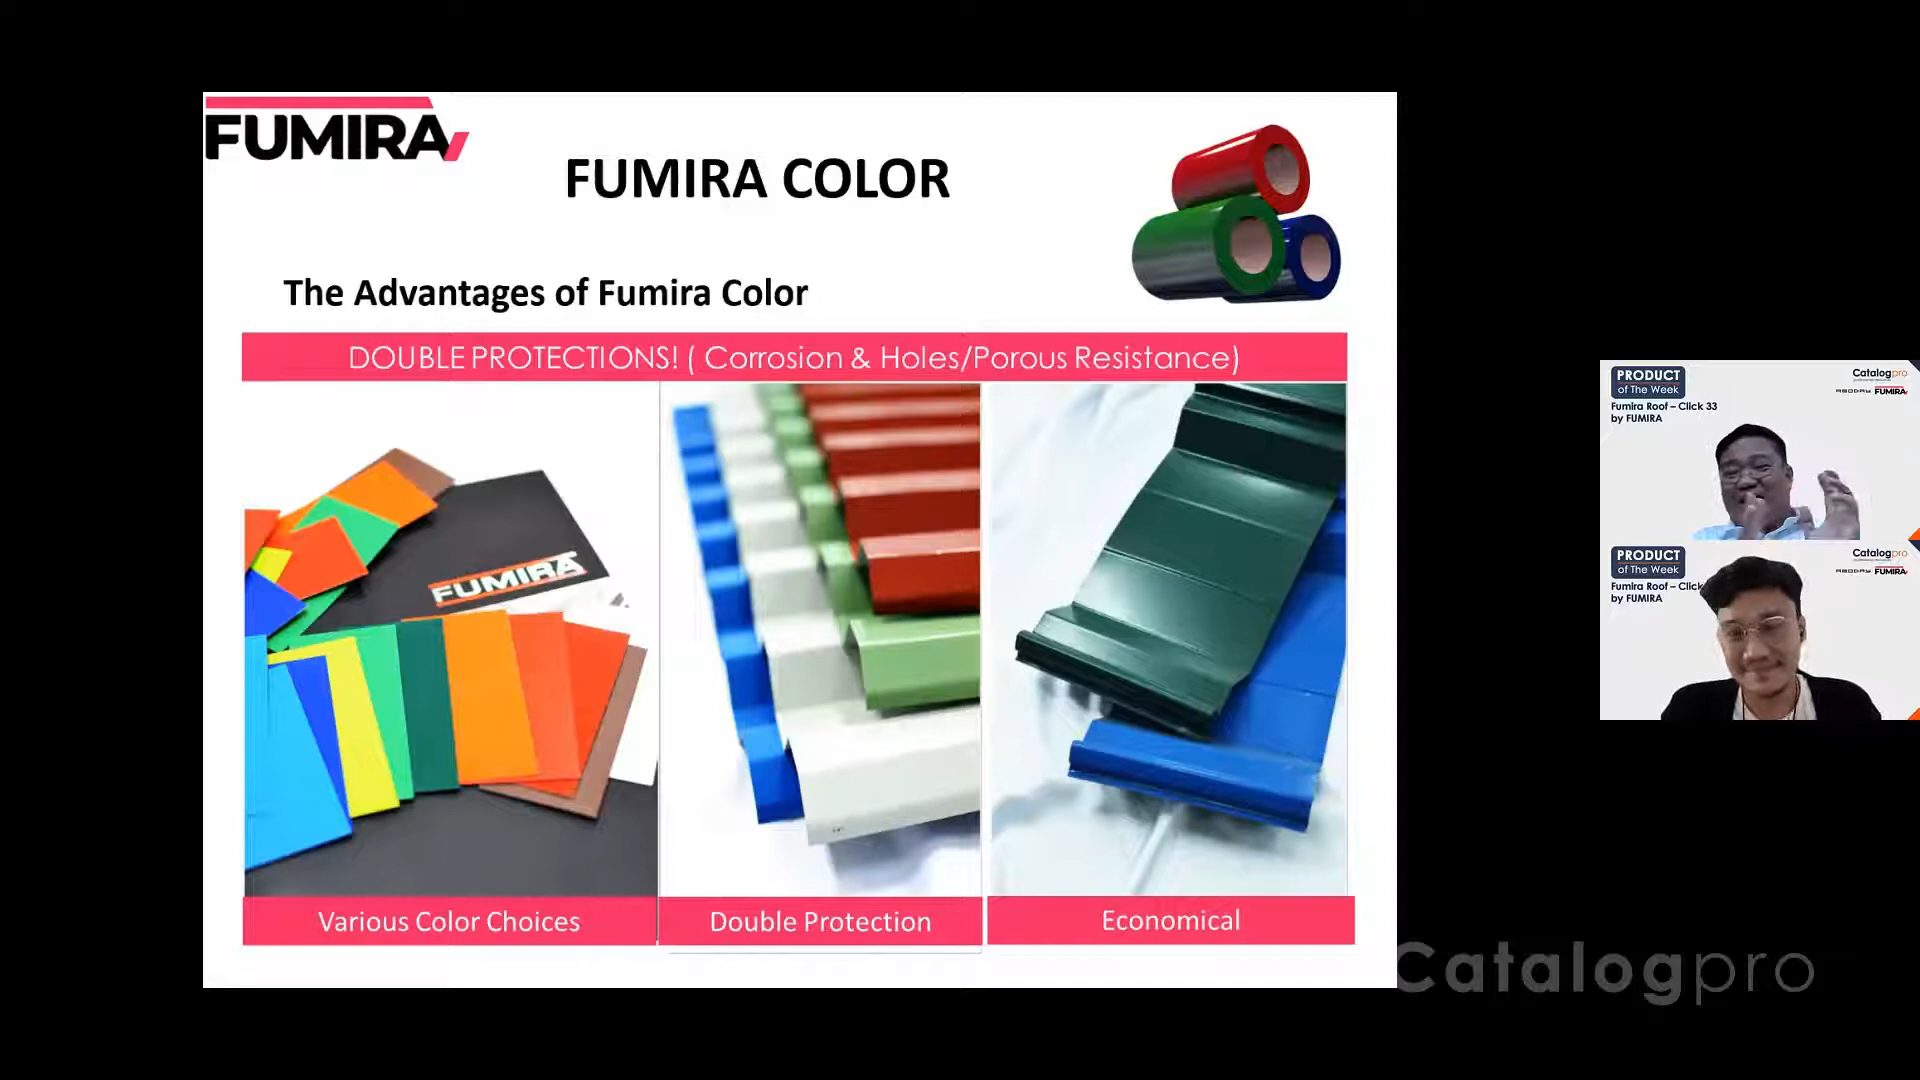 FUMIRA
FUMIRA COLOR
The Advantages of Fumira Color
DOUBLE PROTECTIONS! ( Corrosion & Holes/Porous Resistance)
FUMIRA
Various Color Choices
Double Protection
Economical
PRODUCT
of The Week
Catalogpro
FUMIRA
Fumira Roof – Click 33
by FUMIRA
PRODUCT
of The Week
Catalogpro
FUMIRA
Fumira Roof – Click
by FUMIRA
Catalogpro